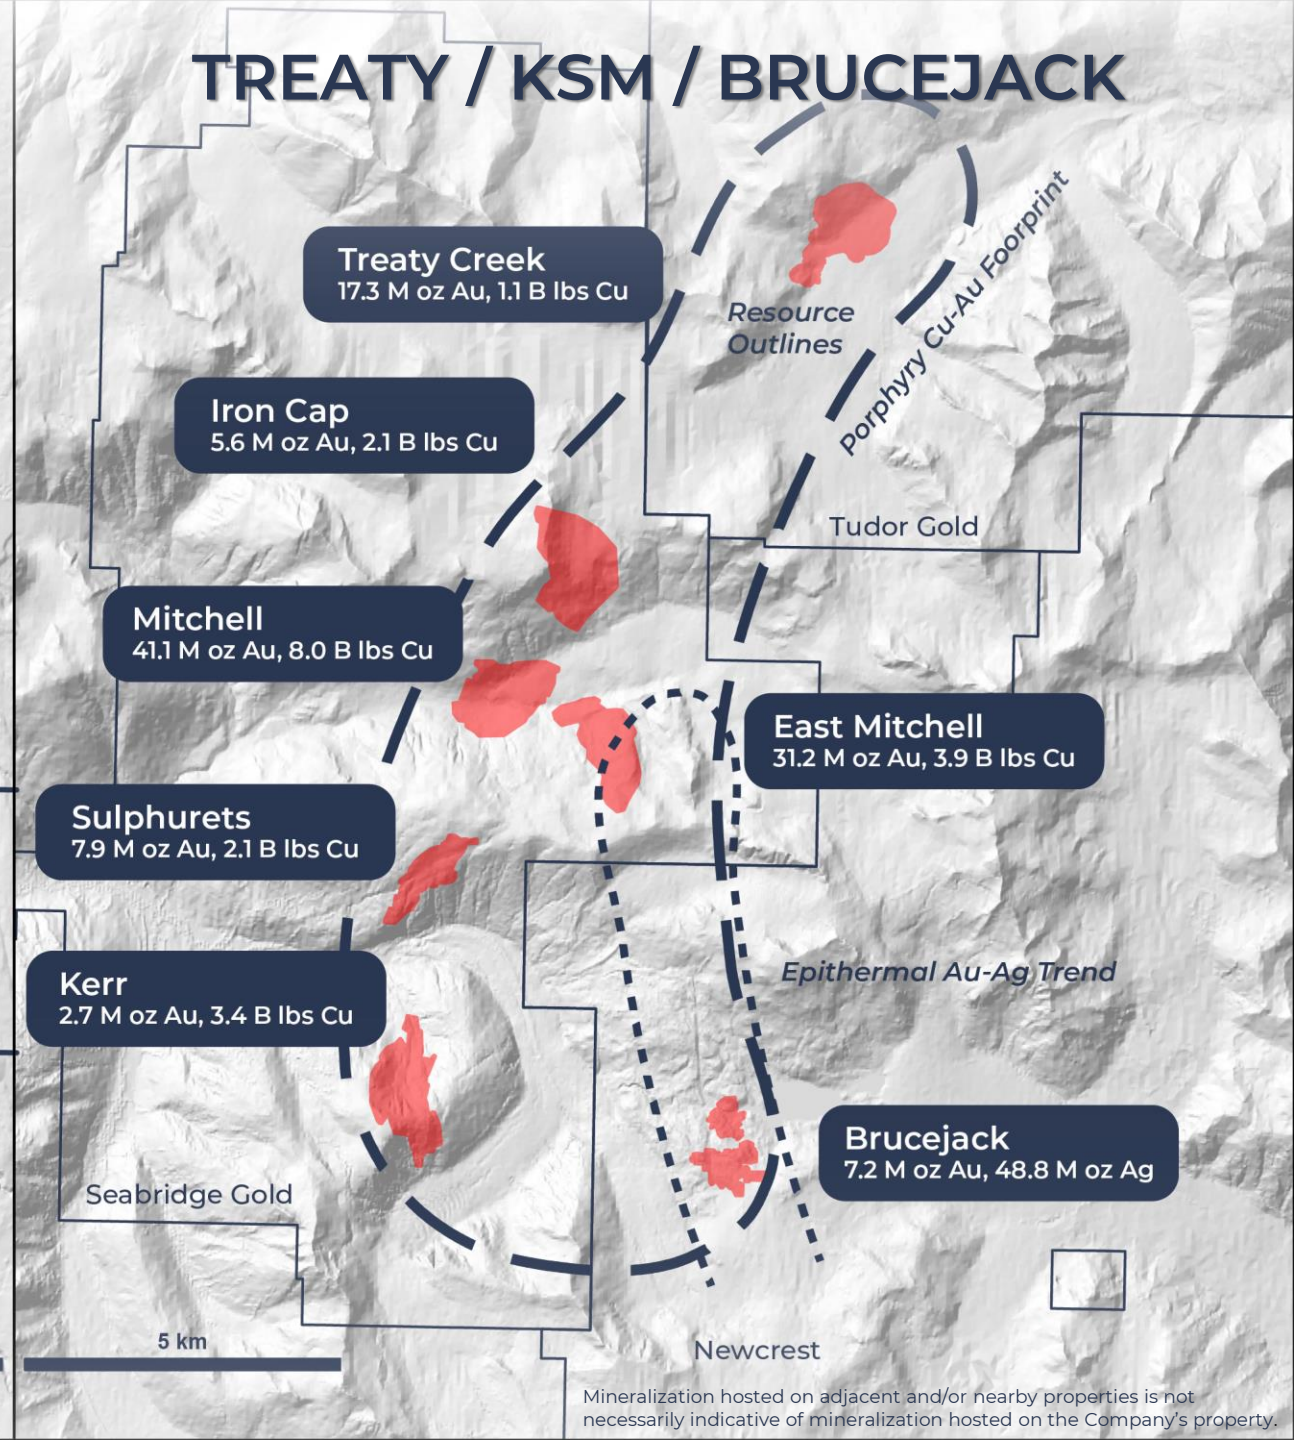 TREATY / KSM / BRUCEJACK
Treaty Creek
17.3 M oz Au, 1.1 B lbs Cu
Resource
Outlines
Porphyry Cu-Au Foorprint
Iron Cap
5.6 M oz Au, 2.1 B lbs Cu
Tudor Gold
Mitchell
41.1 M oz Au, 8.0 B lbs Cu
East Mitchell
31.2 M oz Au, 3.9 B lbs Cu
Sulphurets
7.9 M oz Au, 2.1 B lbs Cu
Epithermal Au-Ag Trend
Kerr
2.7 M oz Au, 3.4 B lbs Cu
Brucejack
7.2 M oz Au, 48.8 M oz Ag
Seabridge Gold
5 km
Newcrest
Mineralization hosted on adjacent and/or nearby properties is not
necessarily indicative of mineralization hosted on the Company's property.